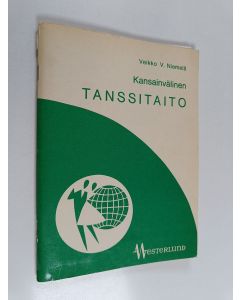 Veikko V. Niemelä
Kansainvälinen
TANSSITAITO
WESTERLUND